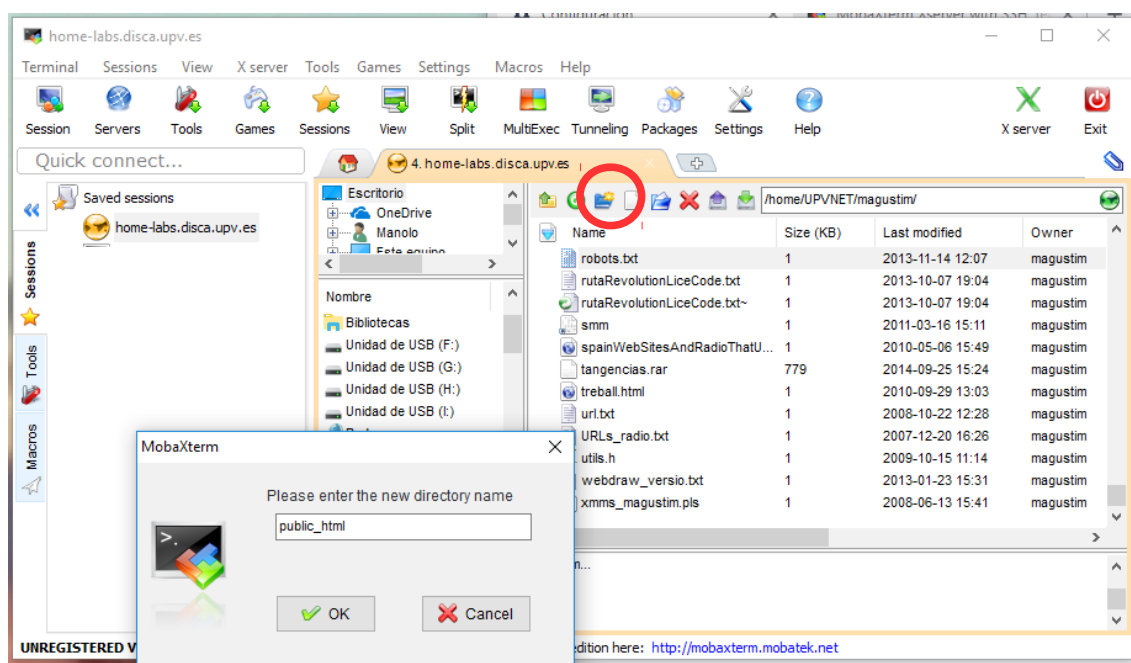 Configuración
MobaXterm Xserver with SSH
home-labs.disca.upv.es
Terminal Sessions View X server Tools Games Settings Macros Help
Session Servers Tools Games Sessions View Split MultiExec Tunneling Packages Settings Help X server Exit
Quick connect...
4. home-labs.disca.upv.es
Saved sessions
home-labs.disca.upv.es
Sessions
Tools
Macros
Escritorio
OneDrive
Manolo
Este equipo
Nombre
Bibliotecas
Unidad de USB (F:)
Unidad de USB (G:)
Unidad de USB (H:)
Unidad de USB (I:)
/home/UPVNET/magustim/
Name Size (KB) Last modified Owner
robots.txt 1 2013-11-14 12:07 magustim
rutaRevolutionLiceCode.txt 1 2013-10-07 19:04 magustim
rutaRevolutionLiceCode.txt~ 1 2013-10-07 19:04 magustim
smm 1 2011-03-16 15:11 magustim
spainWebSitesAndRadioThatU... 1 2010-05-06 15:49 magustim
tangencias.rar 779 2014-09-25 15:24 magustim
treball.html 1 2010-09-29 13:03 magustim
url.txt 1 2008-10-22 12:28 magustim
URLs_radio.txt 1 2007-12-20 16:26 magustim
utils.h 1 2009-10-15 11:14 magustim
webdraw_versio.txt 1 2013-01-23 15:31 magustim
xmms_magustim.pls 1 2008-06-13 15:41 magustim
MobaXterm
Please enter the new directory name
public_html
OK Cancel
UNREGISTERED V
edition here: http://mobaxterm.mobatek.net